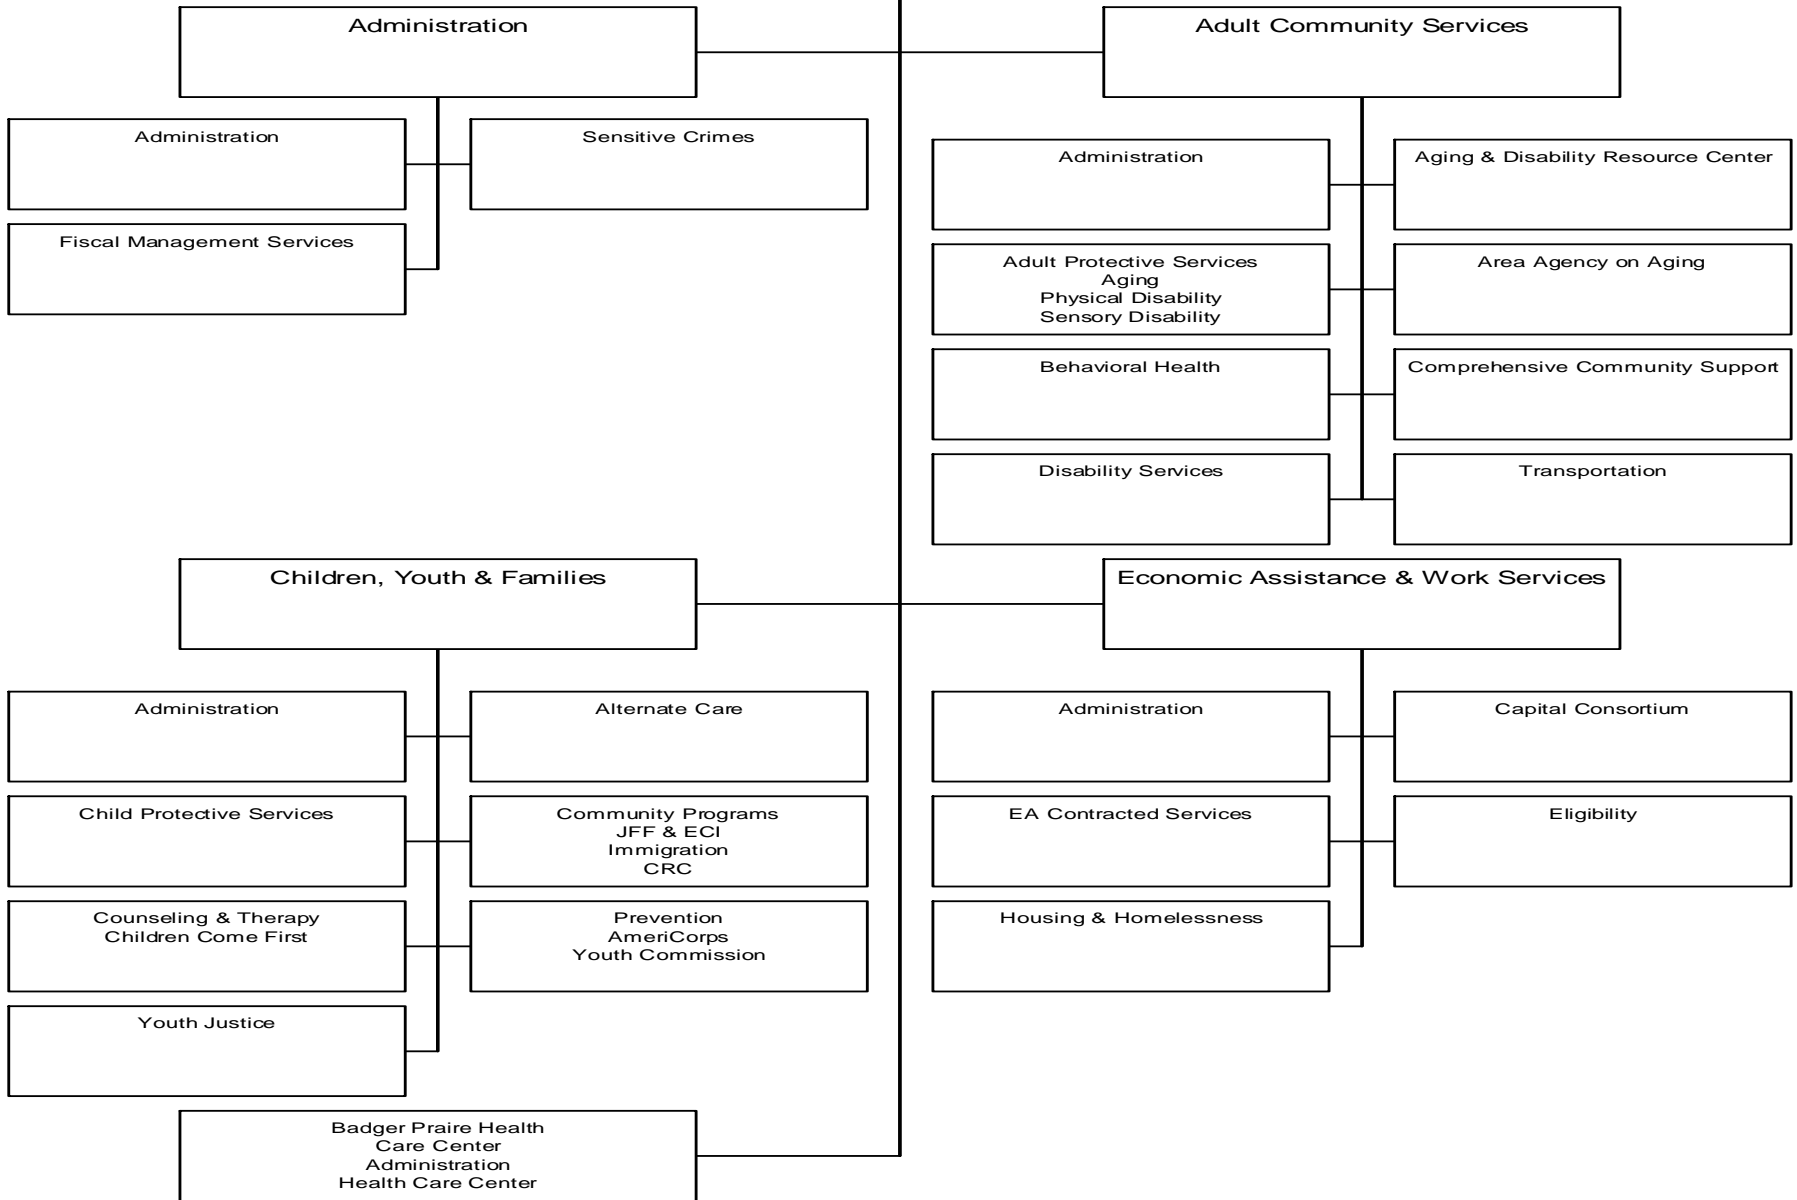 Administration
Adult Community Services
Administration
Sensitive Crimes
Fiscal Management Services
Administration
Aging & Disability Resource Center
Adult Protective Services
Aging
Physical Disability
Sensory Disability
Area Agency on Aging
Behavioral Health
Comprehensive Community Support
Disability Services
Transportation
Children, Youth & Families
Economic Assistance & Work Services
Administration
Alternate Care
Child Protective Services
Community Programs
JFF & ECI
Immigration
CRC
Counseling & Therapy
Children Come First
Prevention
AmeriCorps
Youth Commission
Youth Justice
Administration
Capital Consortium
EA Contracted Services
Eligibility
Housing & Homelessness
Badger Praire Health
Care Center
Administration
Health Care Center